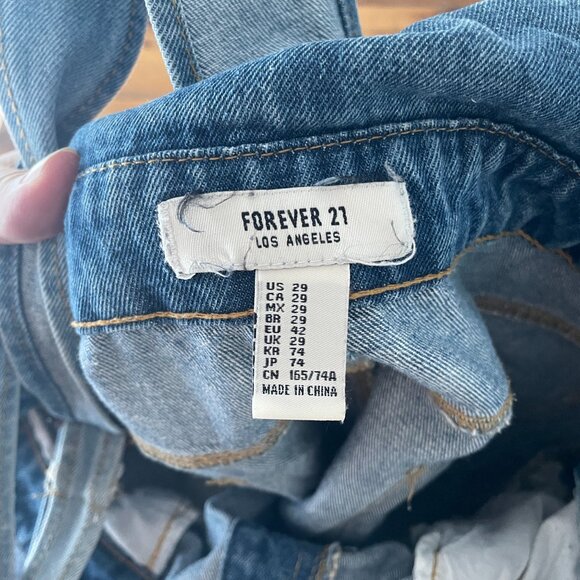 FOREVER 21
LOS ANGELES
US 29
CA 29
MX 29
BR 29
EU 42
UK 29
KR 74
JP 74
CN 165/74A
MADE IN CHINA